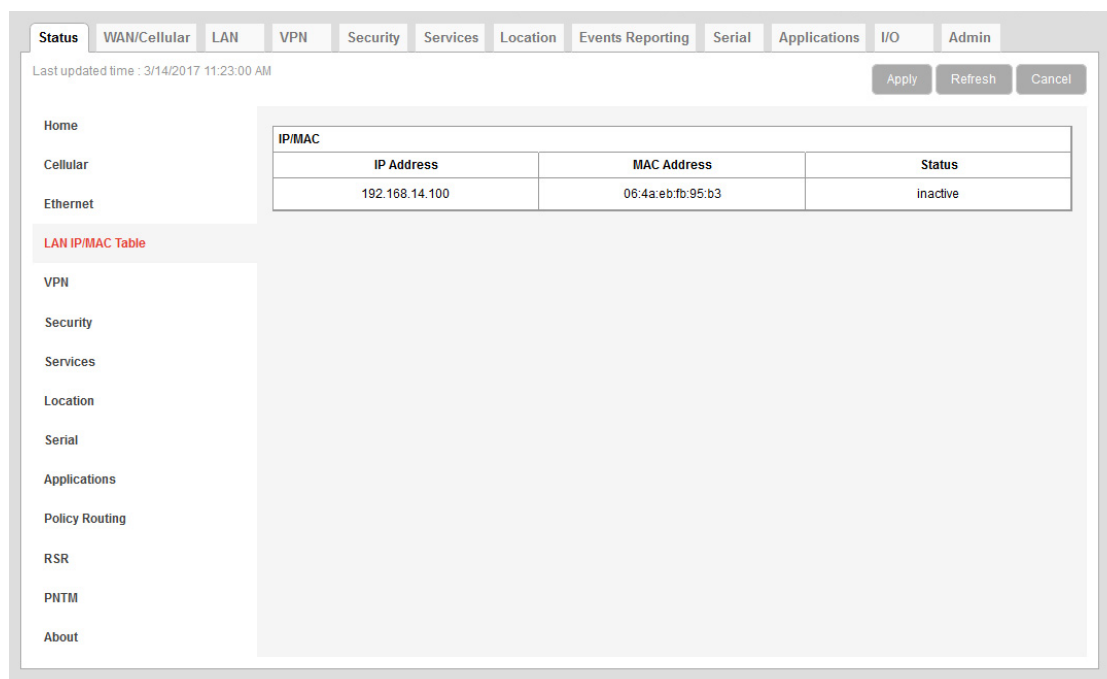 Status WAN/Cellular LAN VPN Security Services Location Events Reporting Serial Applications I/O Admin
Last updated time : 3/14/2017 11:23:00 AM
Apply Refresh Cancel
Home
Cellular
Ethernet
LAN IP/MAC Table
VPN
Security
Services
Location
Serial
Applications
Policy Routing
RSR
PNTM
About
IP/MAC
IP Address MAC Address Status
192.168.14.100 06:4a:eb:fb:95:b3 inactive